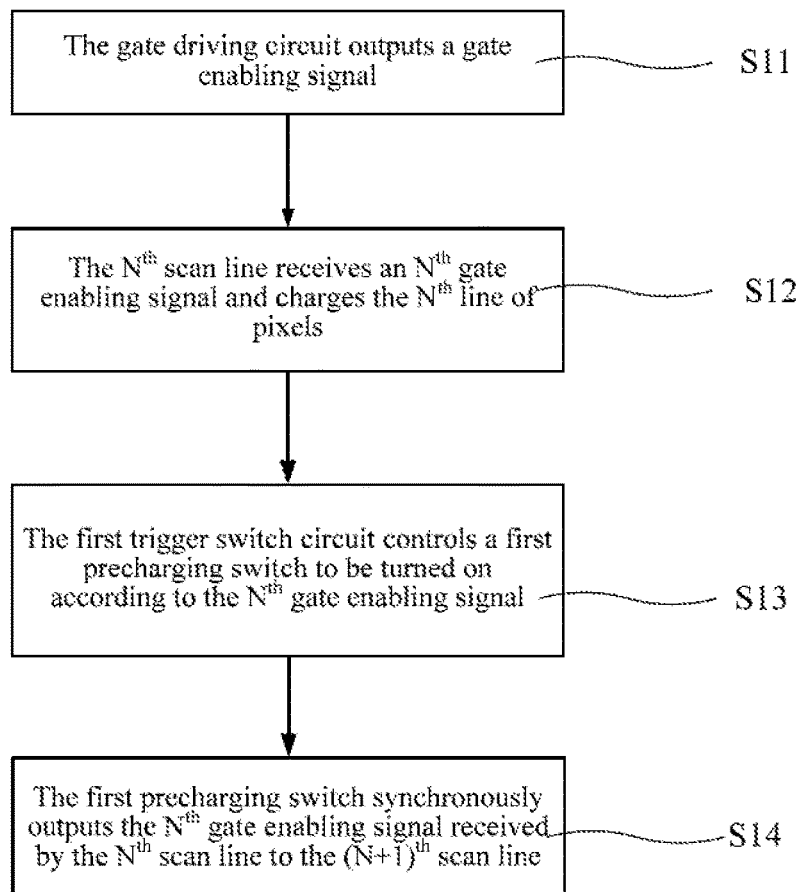 The gate driving circuit outputs a gate
enabling signal
S11
The Nth scan line receives an Nth gate
enabling signal and charges the Nth line of
pixels
S12
The first trigger switch circuit controls a first
precharging switch to be turned on
according to the Nth gate enabling signal
S13
The first precharging switch synchronously
outputs the Nth gate enabling signal received
by the Nth scan line to the (N+1)th scan line
S14